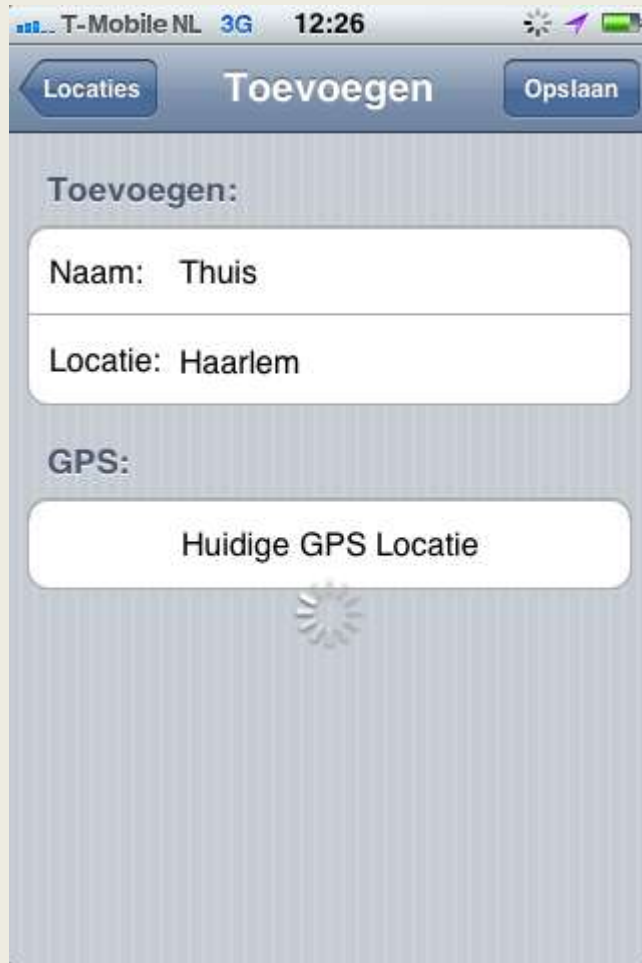 T-Mobile NL 3G 12:26
Locaties Toevoegen Opslaan
Toevoegen:
Naam: Thuis
Locatie: Haarlem
GPS:
Huidige GPS Locatie